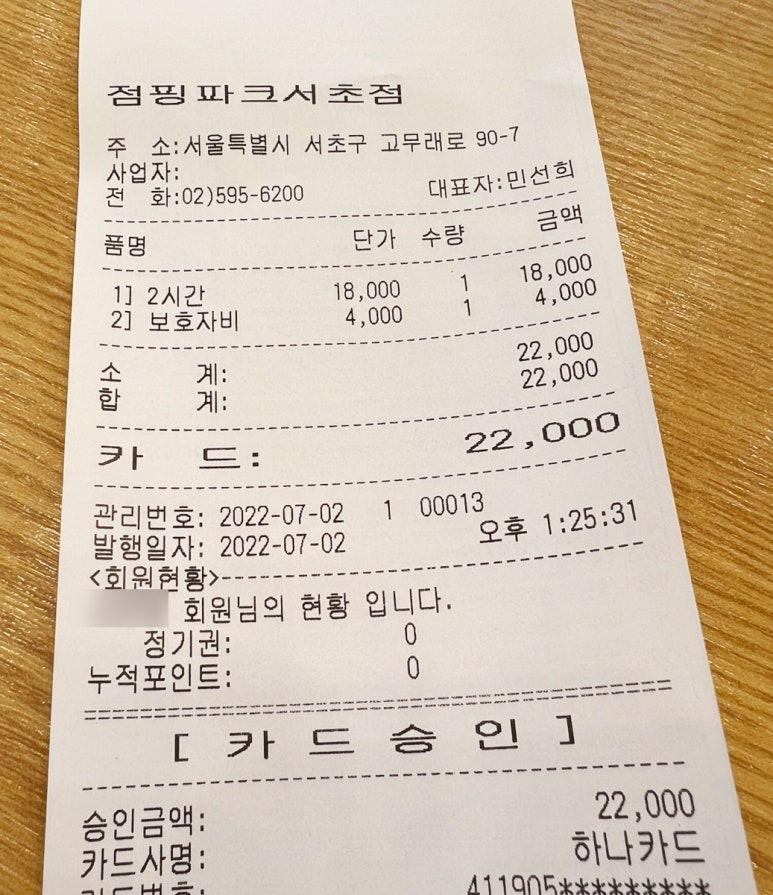 점핑파크서초점
주 소:서울특별시 서초구 고무래로 90-7
사업자:
전 화:02)595-6200 대표자:민선희
품명 단가 수량 금액
1] 2시간 18,000 1 18,000
2] 보호자비 4,000 1 4,000
소 계: 22,000
합 계: 22,000
카 드: 22,000
관리번호: 2022-07-02 1 00013
발행일자: 2022-07-02 오후 1:25:31
<회원현황>
회원님의 현황 입니다.
정기권: 0
누적포인트: 0
[ 카 드 승 인 ]
승인금액: 22,000
카드사명: 하나카드
카드번호: 411905*********